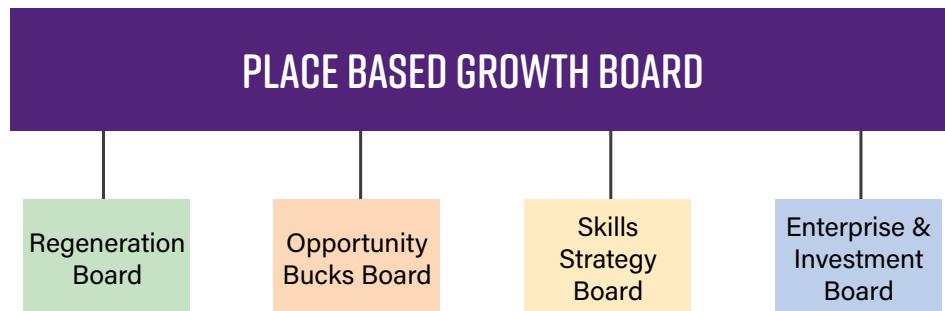 PLACE BASED GROWTH BOARD
Regeneration
Board
Opportunity
Bucks Board
Skills
Strategy
Board
Enterprise &
Investment
Board